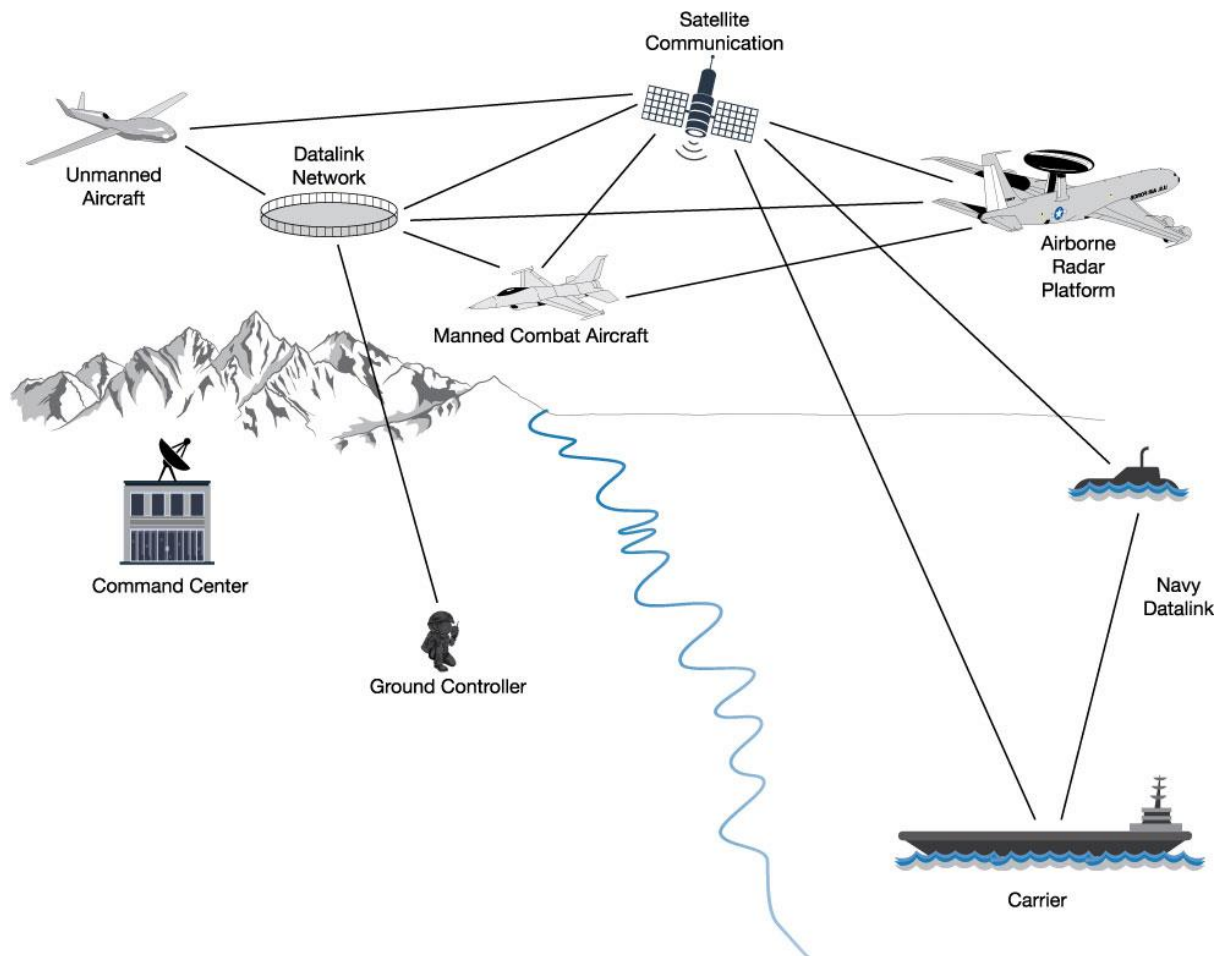 Satellite
Communication
Unmanned
Aircraft
Datalink
Network
Airborne
Radar
Platform
Manned Combat Aircraft
Command Center
Navy
Datalink
Ground Controller
Carrier